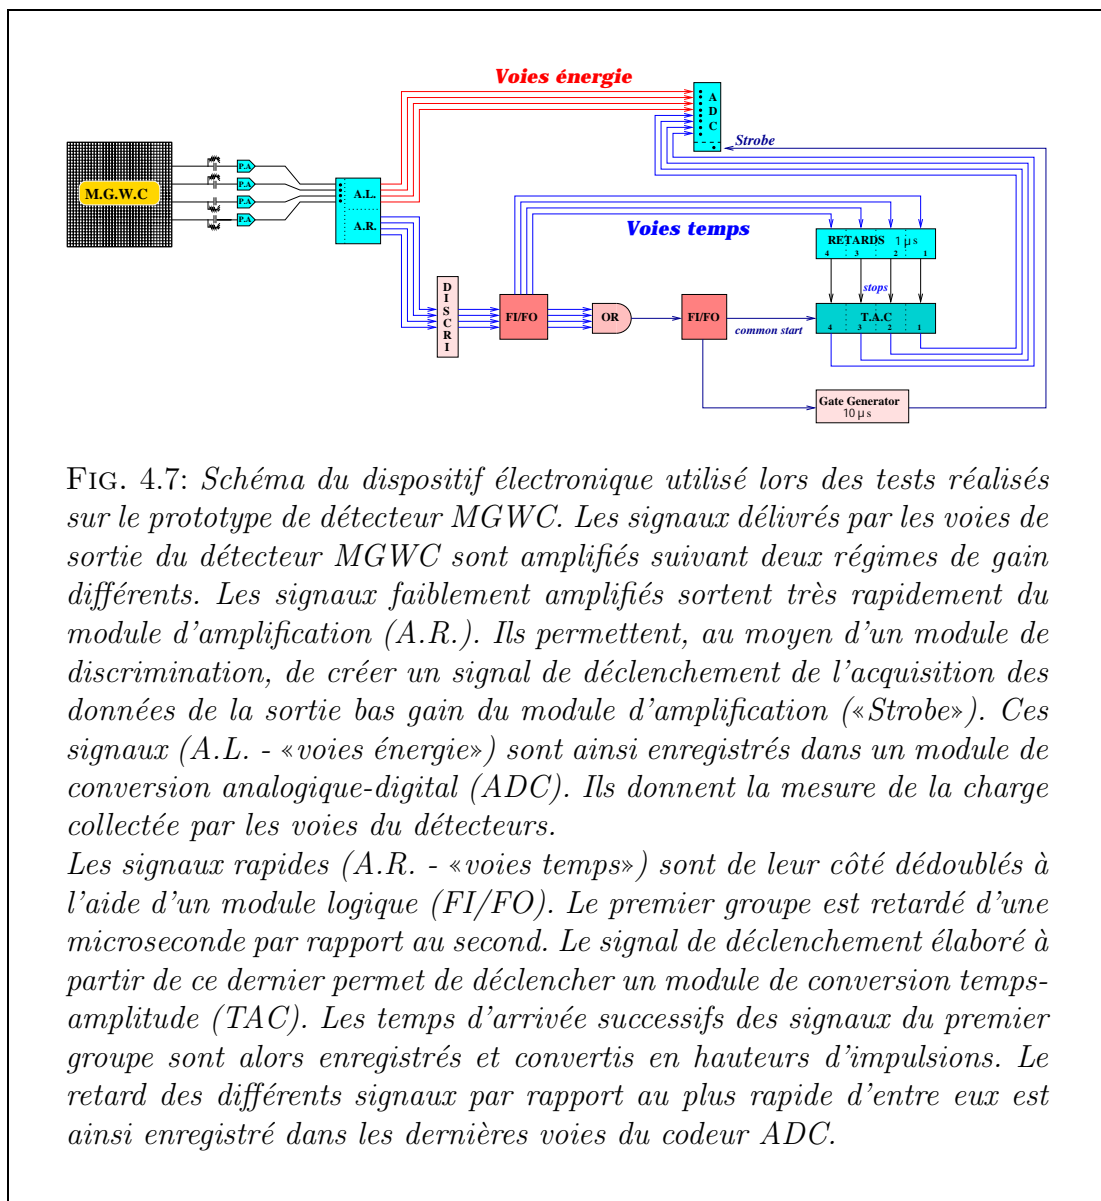 Voies énergie
A
D
C
Strobe
M.G.W.C
P.A
P.A
P.A
P.A
A.L.
A.R.
Voies temps
D
I
S
C
R
I
FI/FO
OR
FI/FO
common start
RETARDS 1 µs
4 3 2 1
stops
T.A.C
4 3 2 1
Gate Generator
10 µs
FIG. 4.7: Schéma du dispositif électronique utilisé lors des tests réalisés
sur le prototype de détecteur MGWC. Les signaux délivrés par les voies de
sortie du détecteur MGWC sont amplifiés suivant deux régimes de gain
différents. Les signaux faiblement amplifiés sortent très rapidement du
module d'amplification (A.R.). Ils permettent, au moyen d'un module de
discrimination, de créer un signal de déclenchement de l'acquisition des
données de la sortie bas gain du module d'amplification («Strobe»). Ces
signaux (A.L. - «voies énergie») sont ainsi enregistrés dans un module de
conversion analogique-digital (ADC). Ils donnent la mesure de la charge
collectée par les voies du détecteurs.
Les signaux rapides (A.R. - «voies temps») sont de leur côté dédoublés à
l'aide d'un module logique (FI/FO). Le premier groupe est retardé d'une
microseconde par rapport au second. Le signal de déclenchement élaboré à
partir de ce dernier permet de déclencher un module de conversion temps-
amplitude (TAC). Les temps d'arrivée successifs des signaux du premier
groupe sont alors enregistrés et convertis en hauteurs d'impulsions. Le
retard des différents signaux par rapport au plus rapide d'entre eux est
ainsi enregistré dans les dernières voies du codeur ADC.